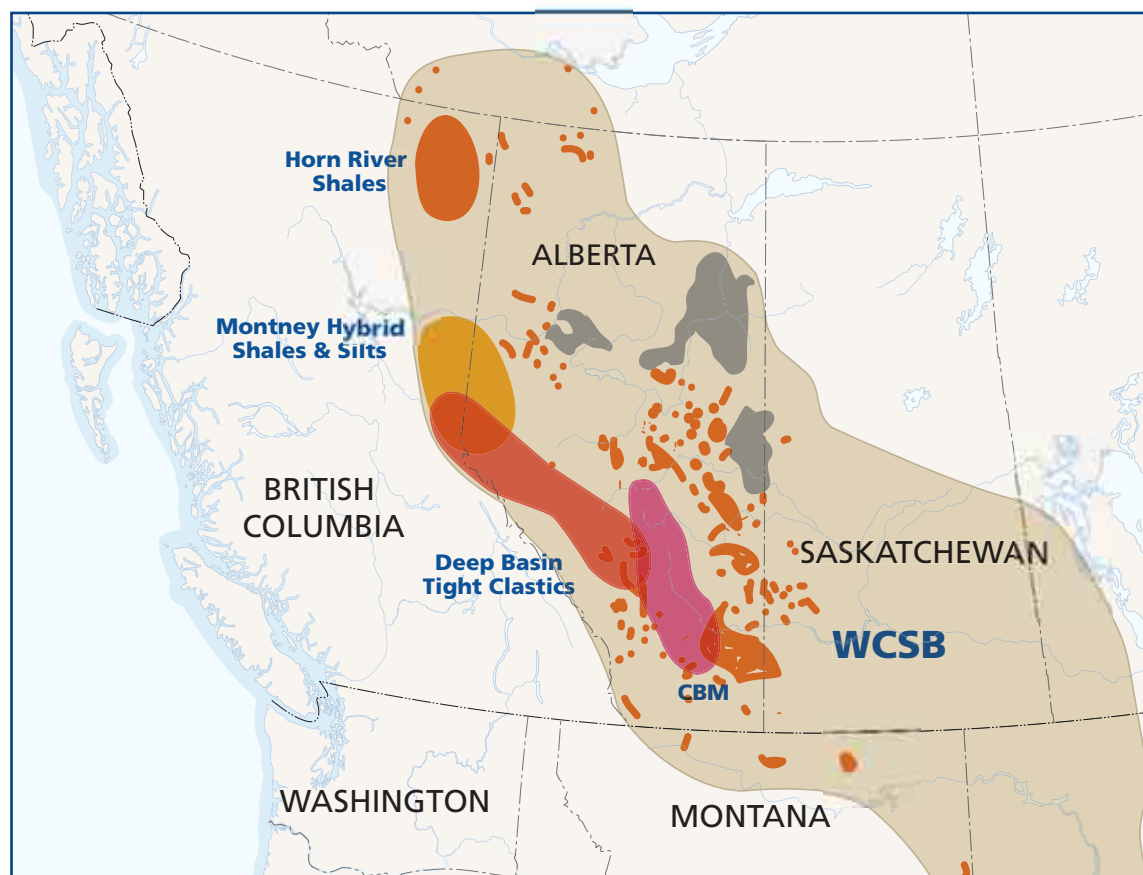 Horn River
Shales
ALBERTA
Montney Hybrid
Shales & Silts
BRITISH
COLUMBIA
Deep Basin
Tight Clastics
SASKATCHEWAN
WCSB
CBM
WASHINGTON
MONTANA